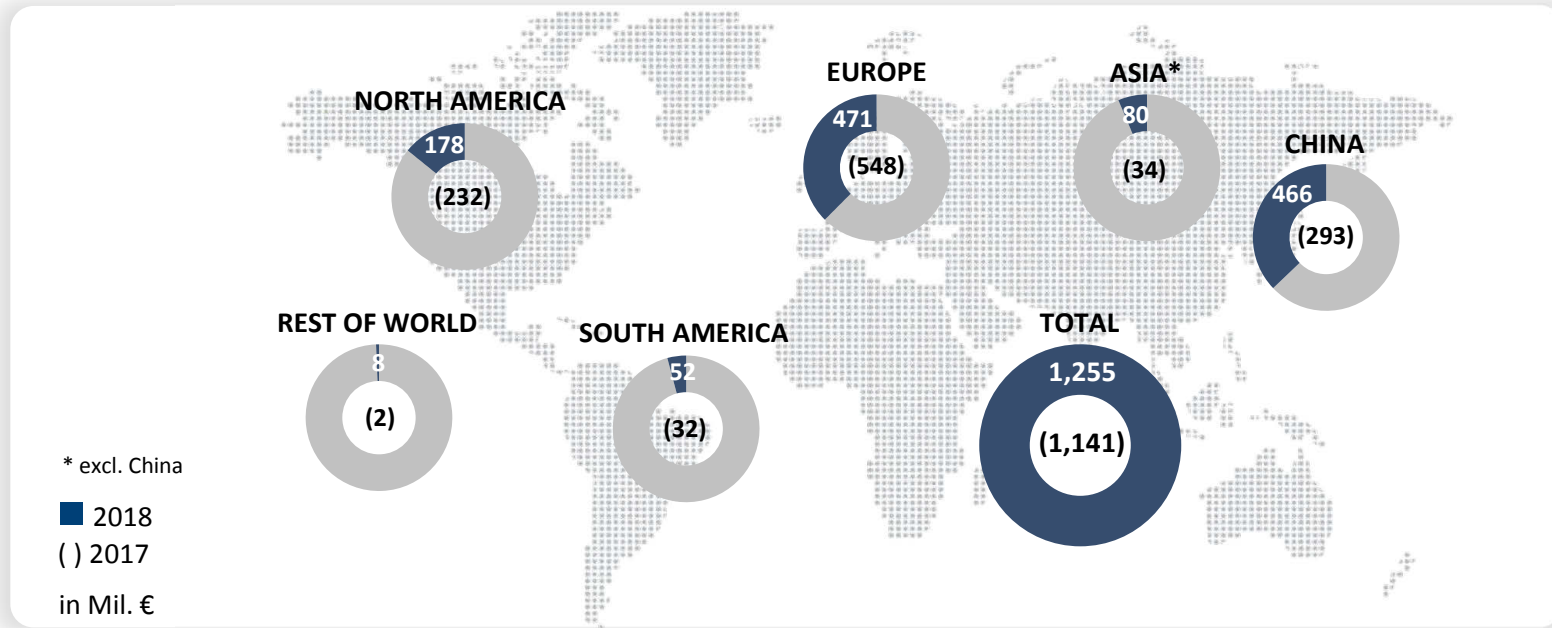 NORTH AMERICA
178
(232)
EUROPE
471
(548)
ASIA*
80
(34)
CHINA
466
(293)
REST OF WORLD
8
(2)
SOUTH AMERICA
52
(32)
TOTAL
1,255
(1,141)
* excl. China
2018
( ) 2017
in Mil. €